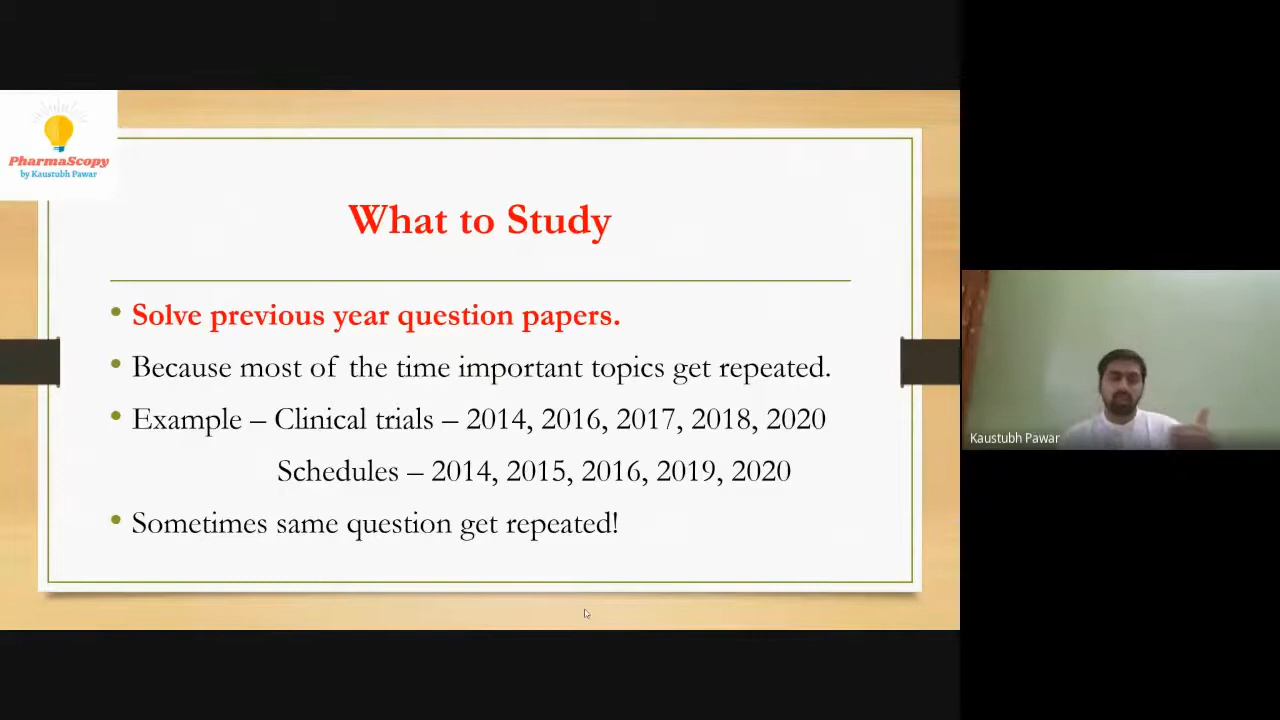 PharmaScopy
by Kaustubh Pawar
What to Study
• Solve previous year question papers.
• Because most of the time important topics get repeated.
• Example – Clinical trials – 2014, 2016, 2017, 2018, 2020
Schedules – 2014, 2015, 2016, 2019, 2020
• Sometimes same question get repeated!
Kaustubh Pawar